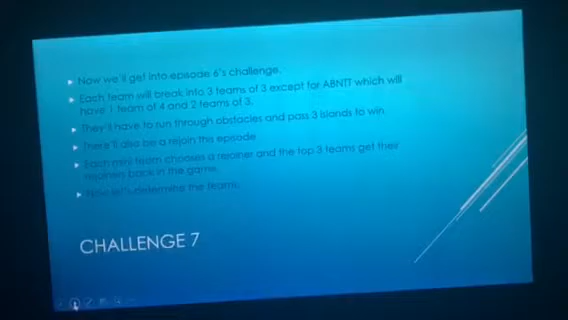 Now we'll get into episode 6's challenge.
Each team will break into 3 teams of 3 except for ABNTT which will
have 1 team of 4 and 2 teams of 3.
They'll have to run through obstacles and pass 3 islands to win
There'll also be a rejoin this episode
Each mini team chooses a rejoiner and the top 3 teams get their
rejoiners back in the game.
Now let's determine the teams.
CHALLENGE 7